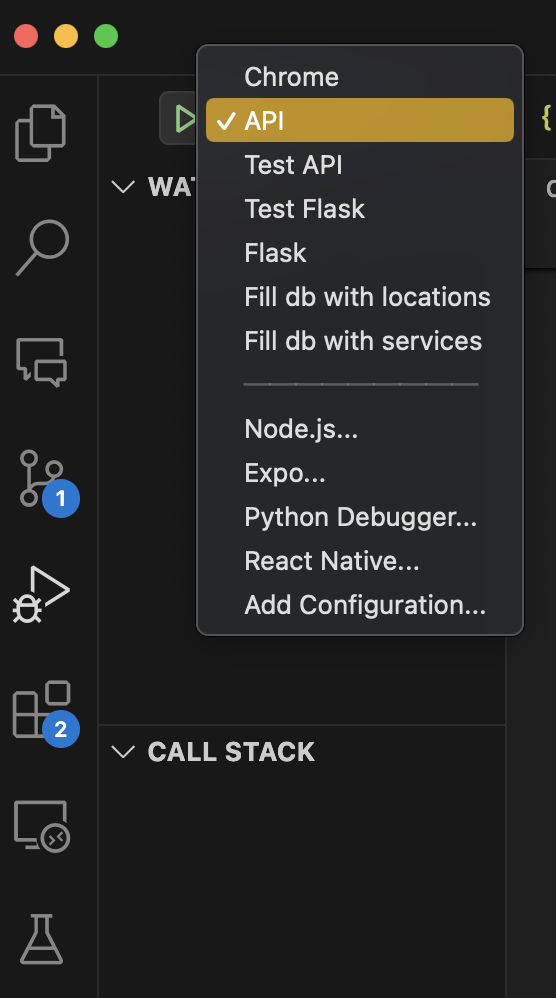 Chrome
✓ API
Test API
Test Flask
Flask
Fill db with locations
Fill db with services
Node.js...
Expo...
Python Debugger...
React Native...
Add Configuration...
{
WAT
1
2
CALL STACK